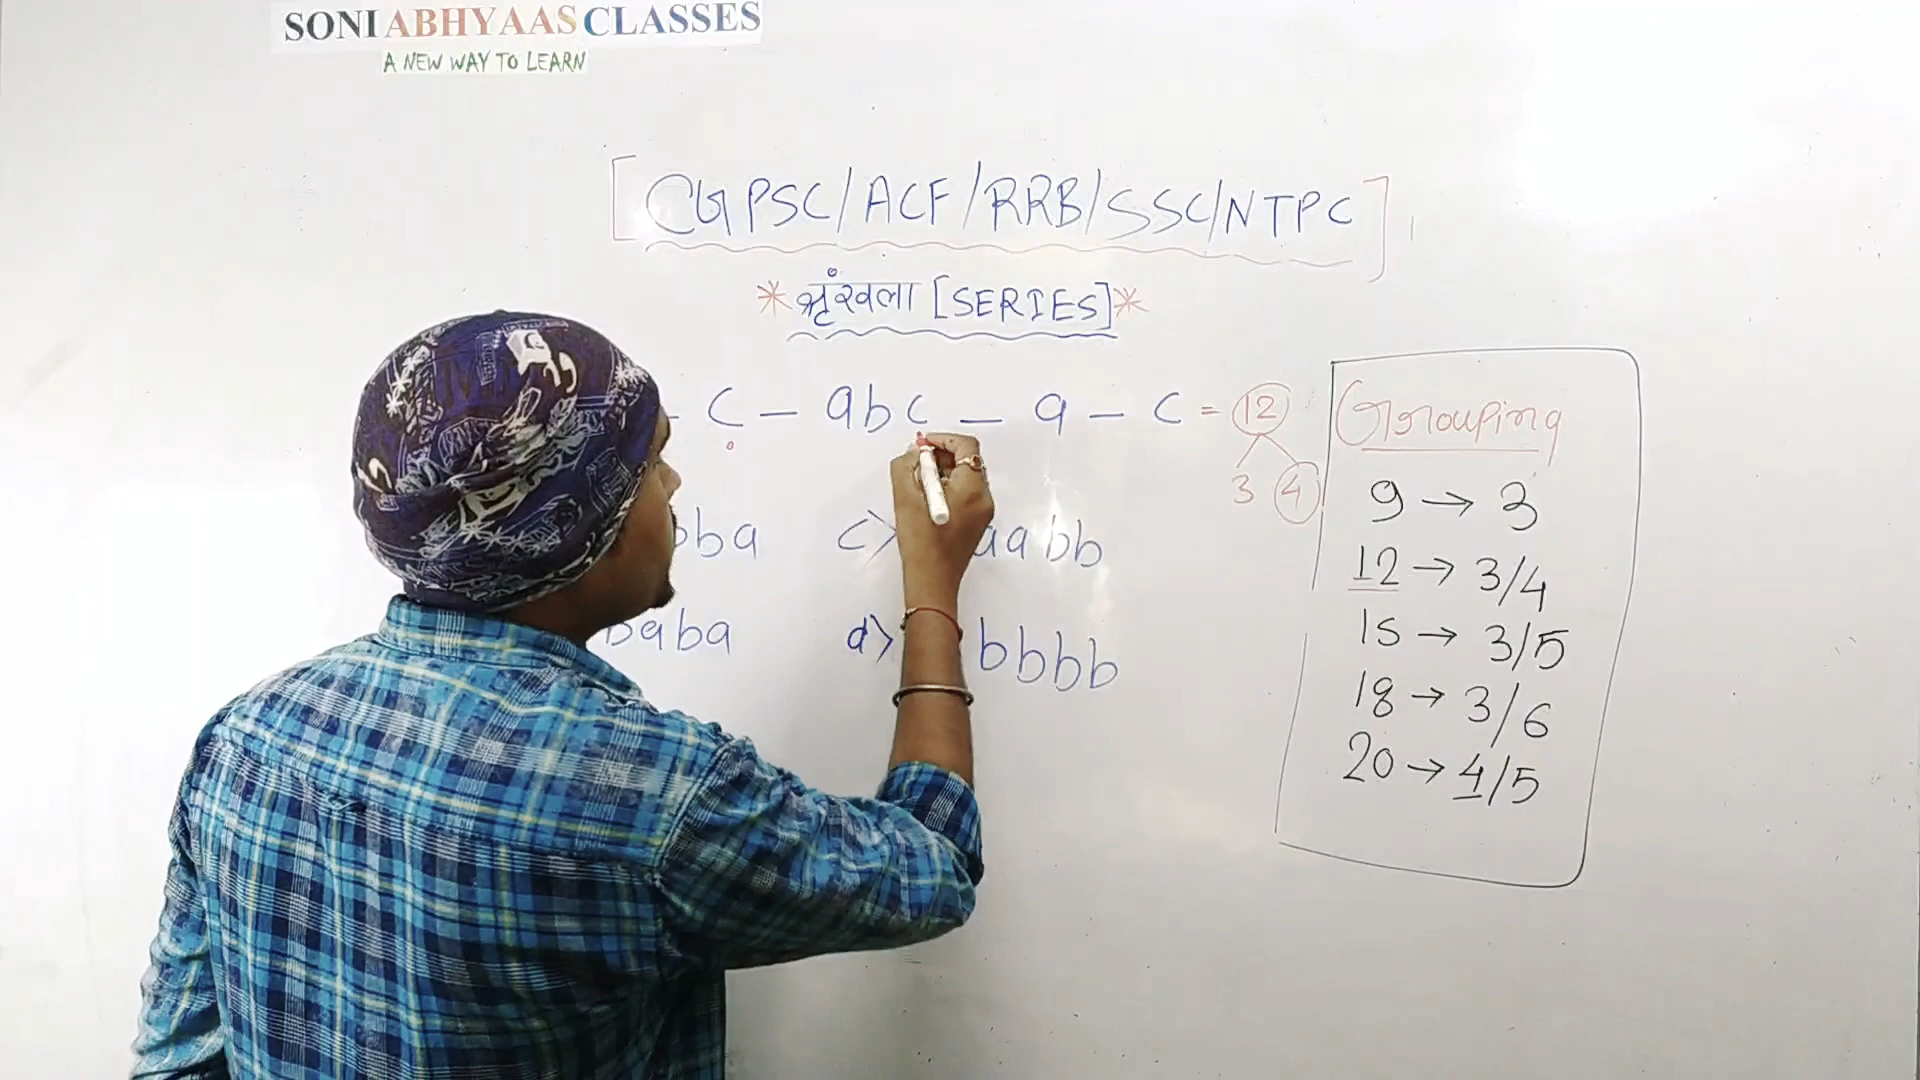 SONI ABHYAAS CLASSES
A NEW WAY TO LEARN
[CGPSC/ACF/RRB/SSC/NTPC]
*श्रृंखला [SERIES]*
- c - abc - a - c = 12
3 4
bba c> aabb
baba d> bbbb
Grouping
9 → 3
12 → 3/4
15 → 3/5
18 → 3/6
20 → 4/5